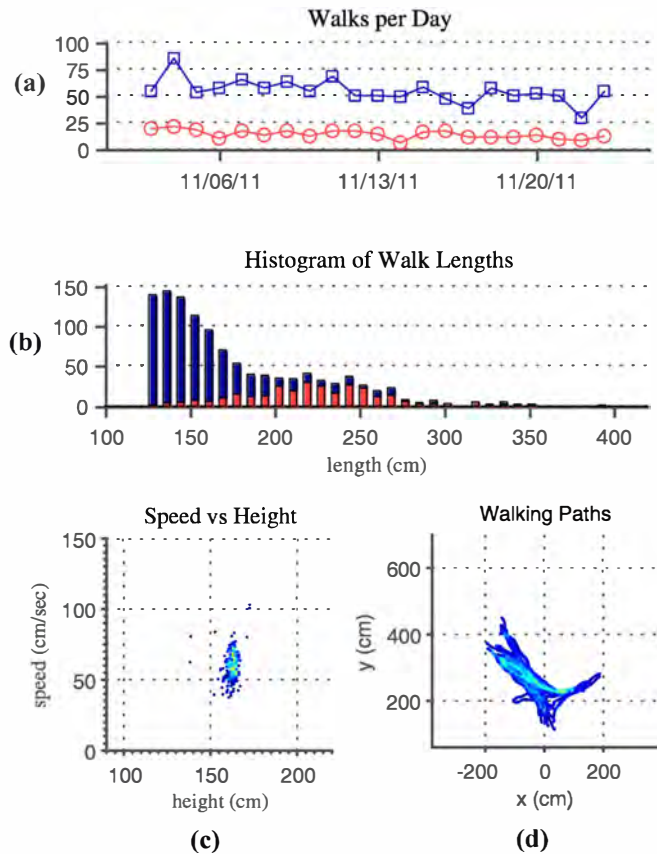 Walks per Day
100
75
(a)
50
25
0
11/06/11 11/13/11 11/20/11
Histogram of Walk Lengths
150
100
(b)
50
0
100 150 200 250 300 350 400
length (cm)
Speed vs Height
150
100
50
0
speed (cm/sec)
100 150 200
height (cm)
(c)
Walking Paths
600
400
200
y (cm)
-200 0 200
x (cm)
(d)